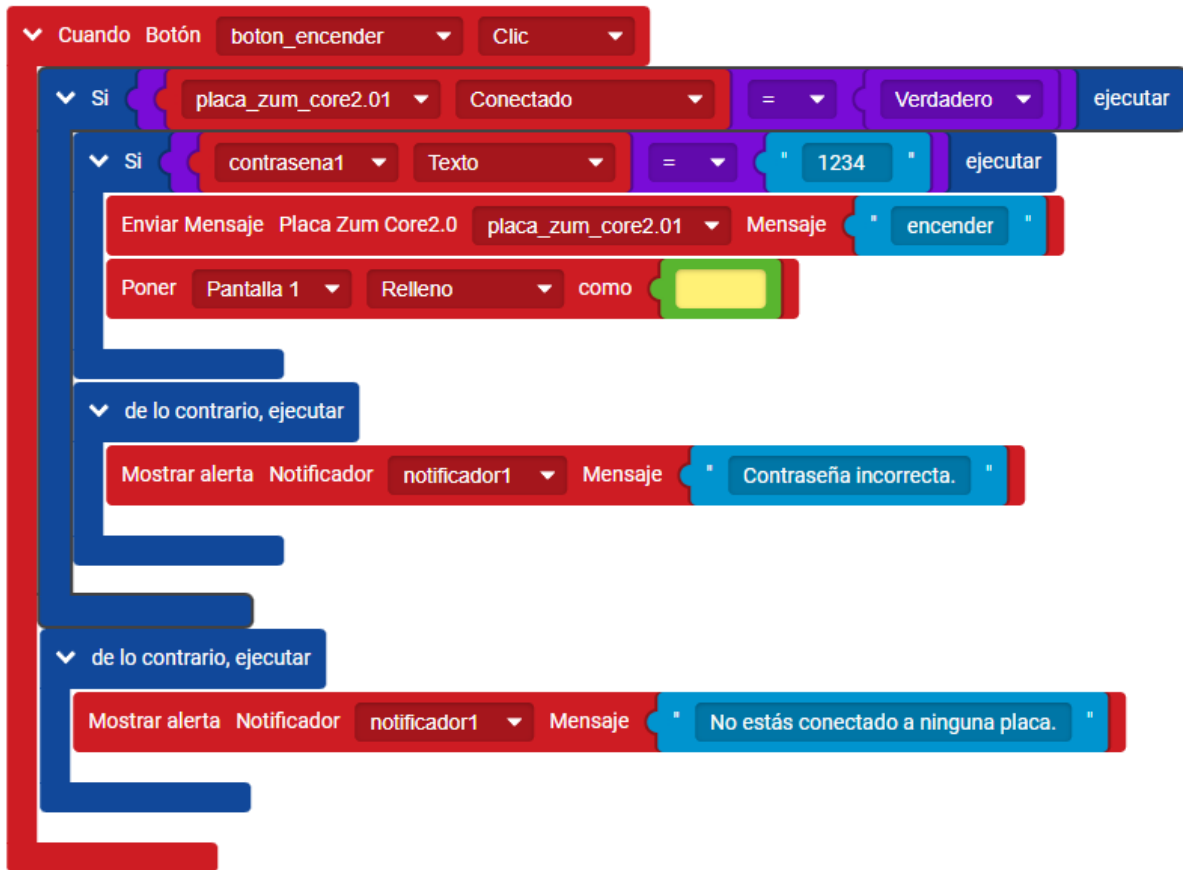 Cuando Botón boton_encender Clic
Si placa_zum_core2.01 Conectado = Verdadero ejecutar
Si contrasena1 Texto = " 1234 " ejecutar
Enviar Mensaje Placa Zum Core2.0 placa_zum_core2.01 Mensaje " encender "
Poner Pantalla 1 Relleno como
de lo contrario, ejecutar
Mostrar alerta Notificador notificador1 Mensaje " Contraseña incorrecta. "
de lo contrario, ejecutar
Mostrar alerta Notificador notificador1 Mensaje " No estás conectado a ninguna placa. "